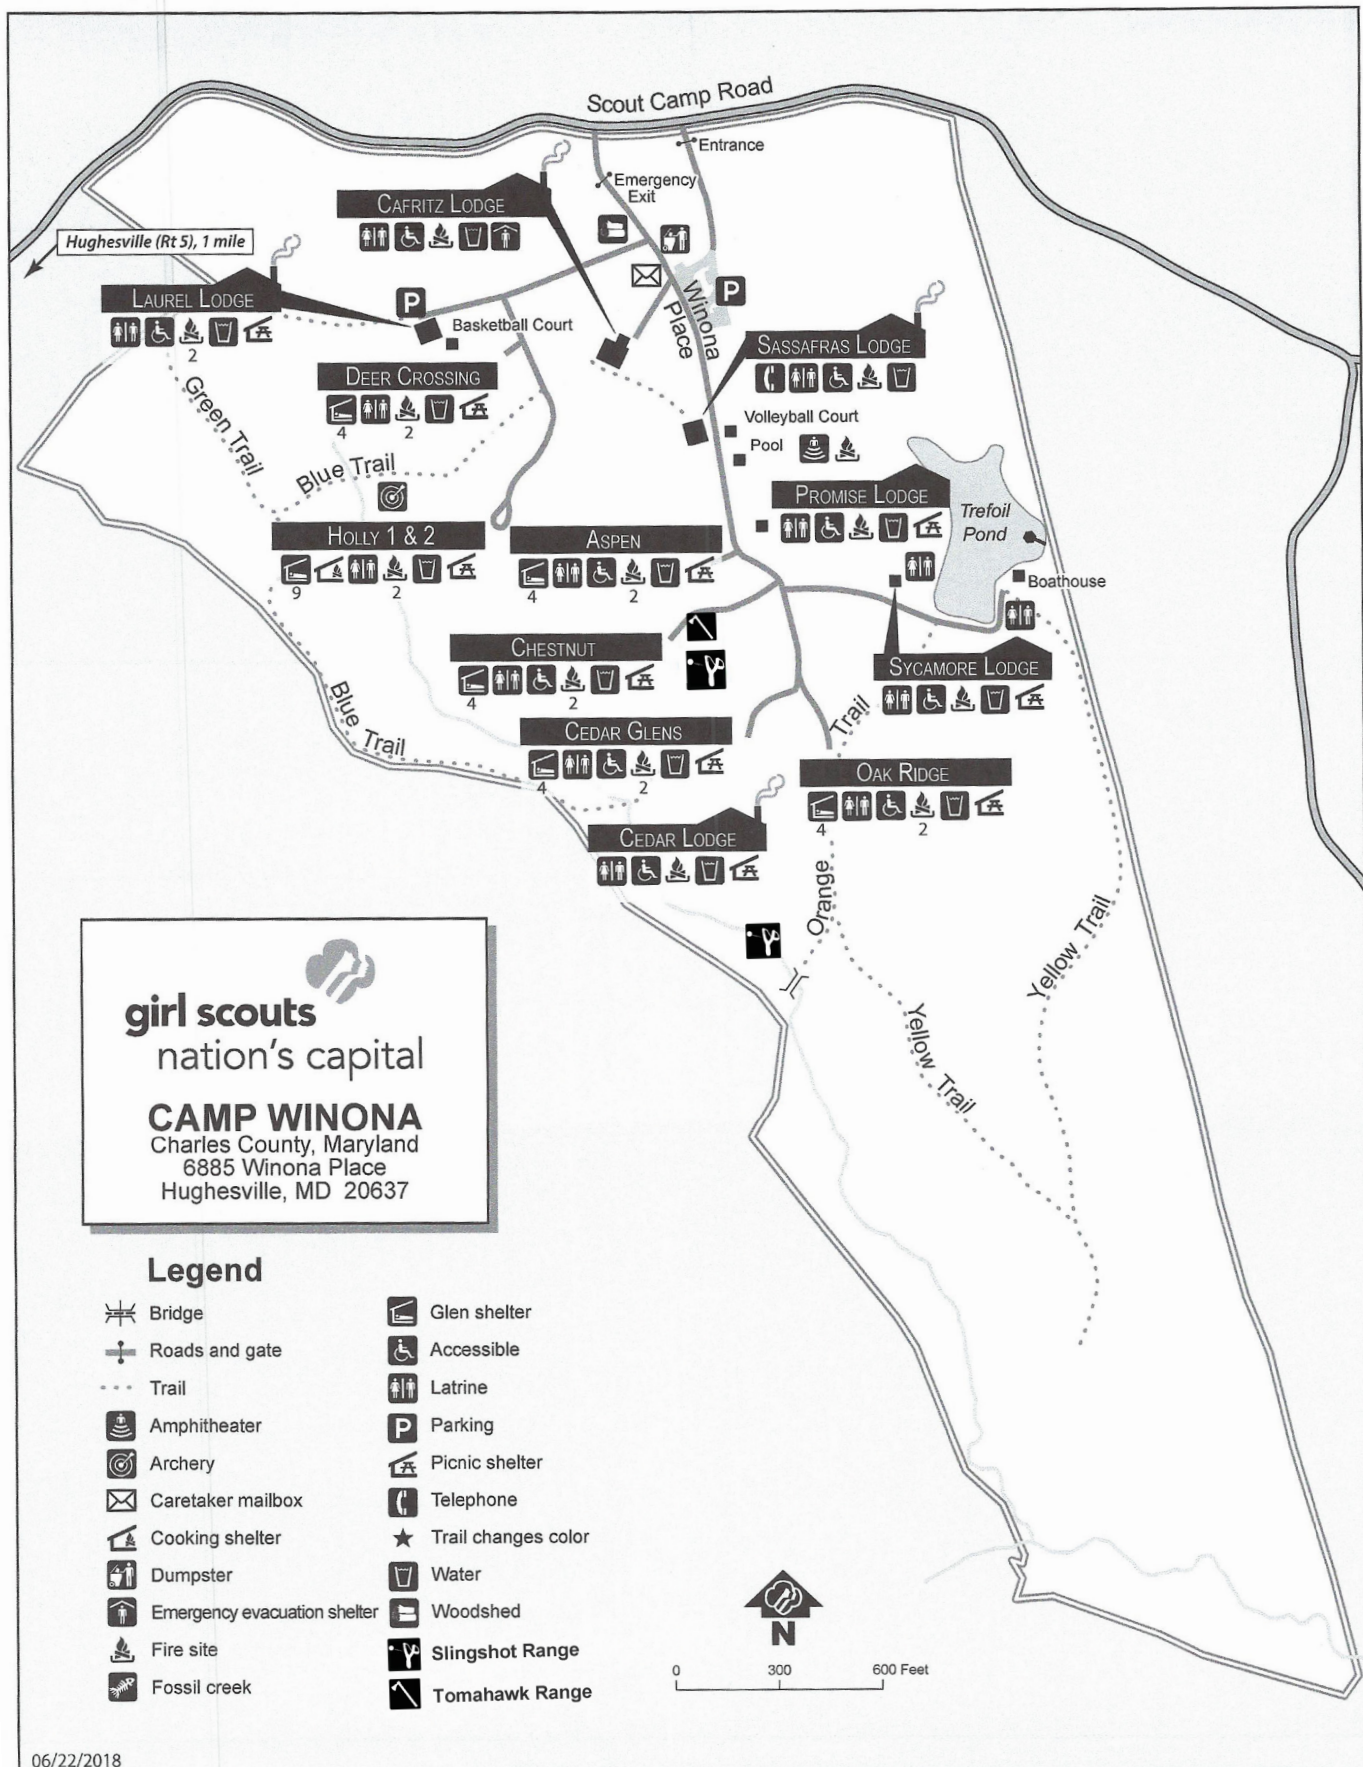 Scout Camp Road
Entrance
Emergency
Exit
CAFRITZ LODGE
Hughesville (Rt 5), 1 mile
LAUREL LODGE
2
P
Basketball Court
Winona
Place
P
SASSAFRAS LODGE
DEER CROSSING
4 2
Volleyball Court
Pool
Green Trail
Blue Trail
PROMISE LODGE
Trefoil
Pond
HOLLY 1 & 2
9 2
ASPEN
4 2
Boathouse
CHESTNUT
4 2
SYCAMORE LODGE
Blue Trail
CEDAR GLENS
4 2
Trail
OAK RIDGE
4 2
CEDAR LODGE
Orange
Yellow Trail
Yellow Trail
girl scouts
nation's capital
CAMP WINONA
Charles County, Maryland
6885 Winona Place
Hughesville, MD 20637
Legend
Bridge
Roads and gate
Trail
Amphitheater
Archery
Caretaker mailbox
Cooking shelter
Dumpster
Emergency evacuation shelter
Fire site
Fossil creek
Glen shelter
Accessible
Latrine
P Parking
Picnic shelter
Telephone
Trail changes color
Water
Woodshed
Slingshot Range
Tomahawk Range
N
0 300 600 Feet
06/22/2018